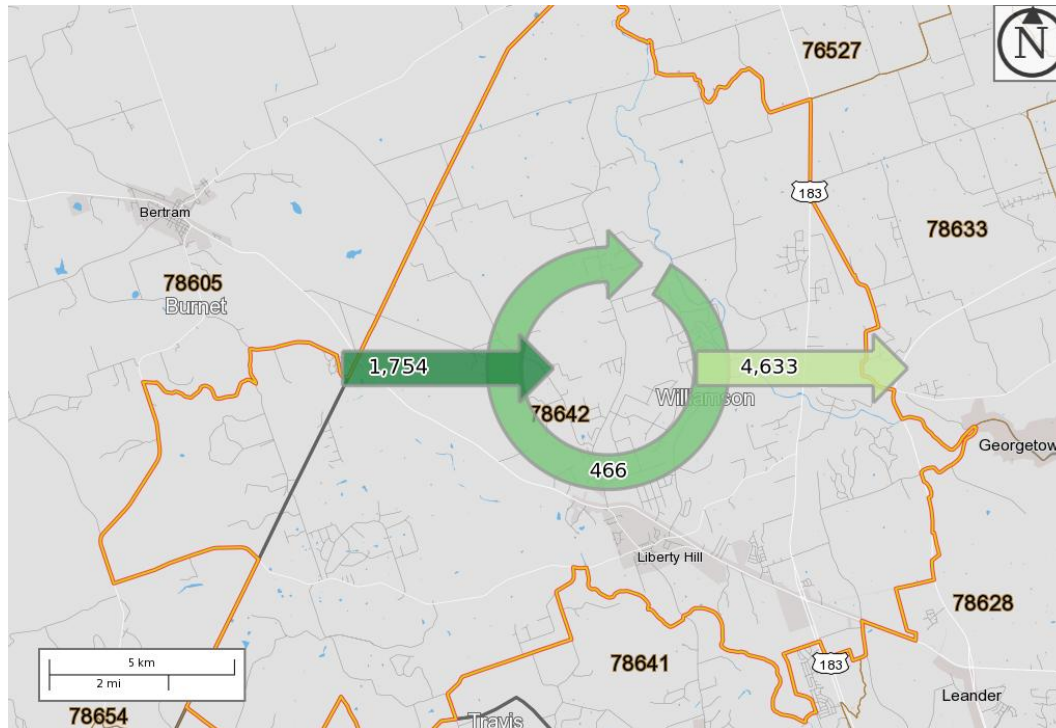 N
76527
183
Bertram
78633
78605
Burnet
1,754
4,633
Williamson
78642
Georgetow
466
Liberty Hill
78628
5 km
2 mi
78641
183
Leander
78654
Travis